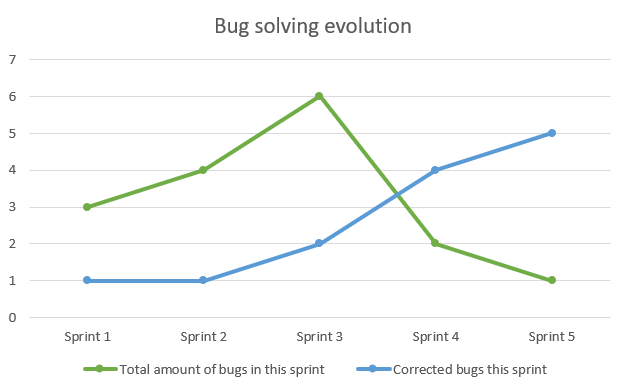 Bug solving evolution
7
6
5
4
3
2
1
0
Sprint 1 Sprint 2 Sprint 3 Sprint 4 Sprint 5
Total amount of bugs in this sprint Corrected bugs this sprint